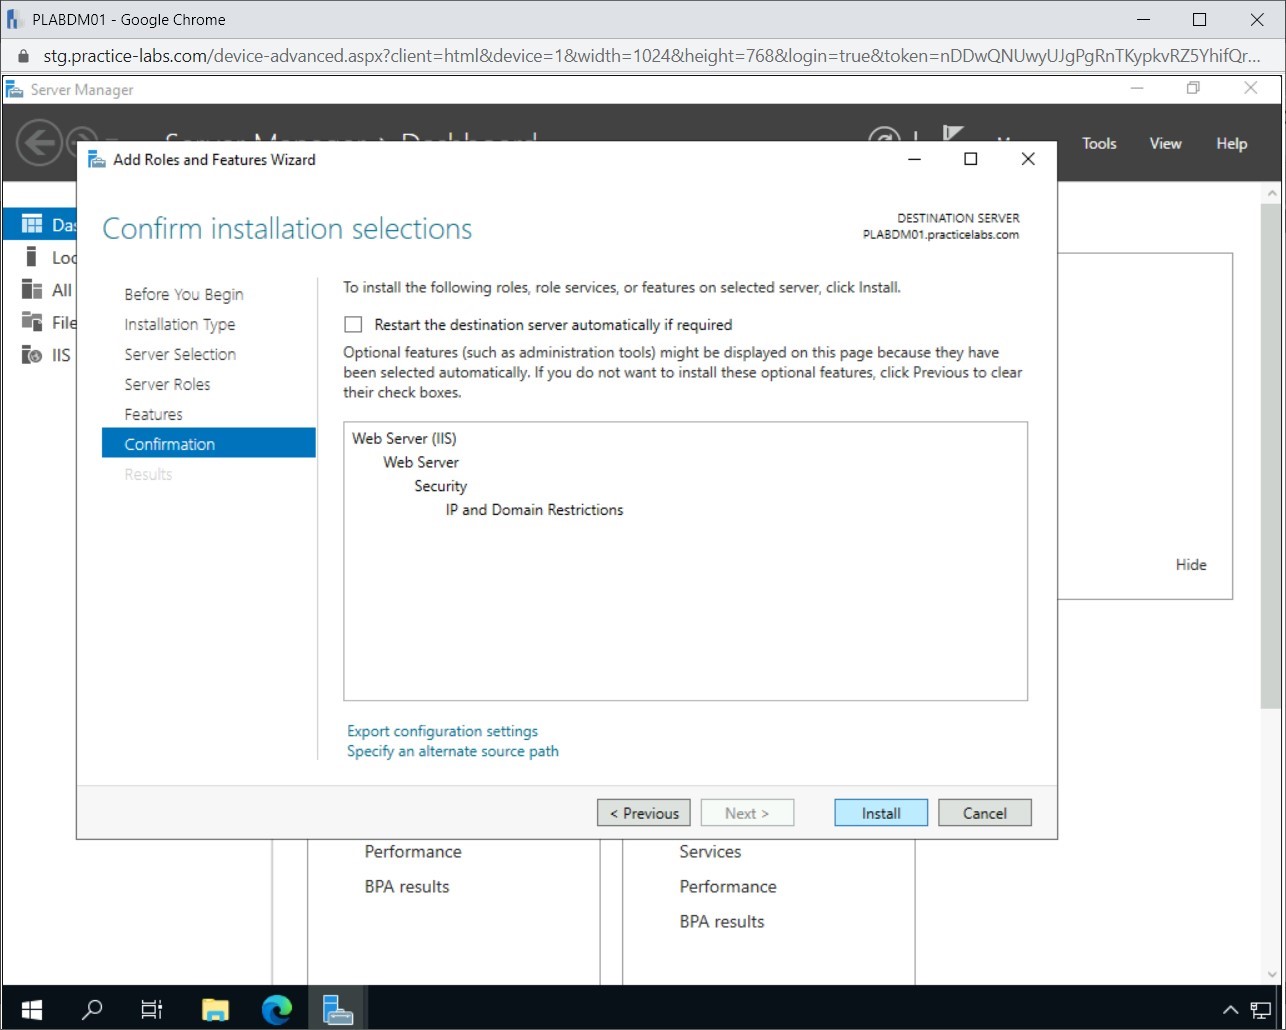 PLABDM01 - Google Chrome
stg.practice-labs.com/device-advanced.aspx?client=html&device=1&width=1024&height=768&login=true&token=nDDwQNUwyUJgPgRnTKypkvRZ5YhifQr...
Server Manager
Server Manager › Dashboard
Tools View Help
Add Roles and Features Wizard
Confirm installation selections
DESTINATION SERVER
PLABDM01.practicelabs.com
Das
Loc
All
File
IIS
Before You Begin
Installation Type
Server Selection
Server Roles
Features
Confirmation
Results
To install the following roles, role services, or features on selected server, click Install.
Restart the destination server automatically if required
Optional features (such as administration tools) might be displayed on this page because they have
been selected automatically. If you do not want to install these optional features, click Previous to clear
their check boxes.
Web Server (IIS)
Web Server
Security
IP and Domain Restrictions
Export configuration settings
Specify an alternate source path
Hide
< Previous
Next >
Install
Cancel
Performance
BPA results
Services
Performance
BPA results